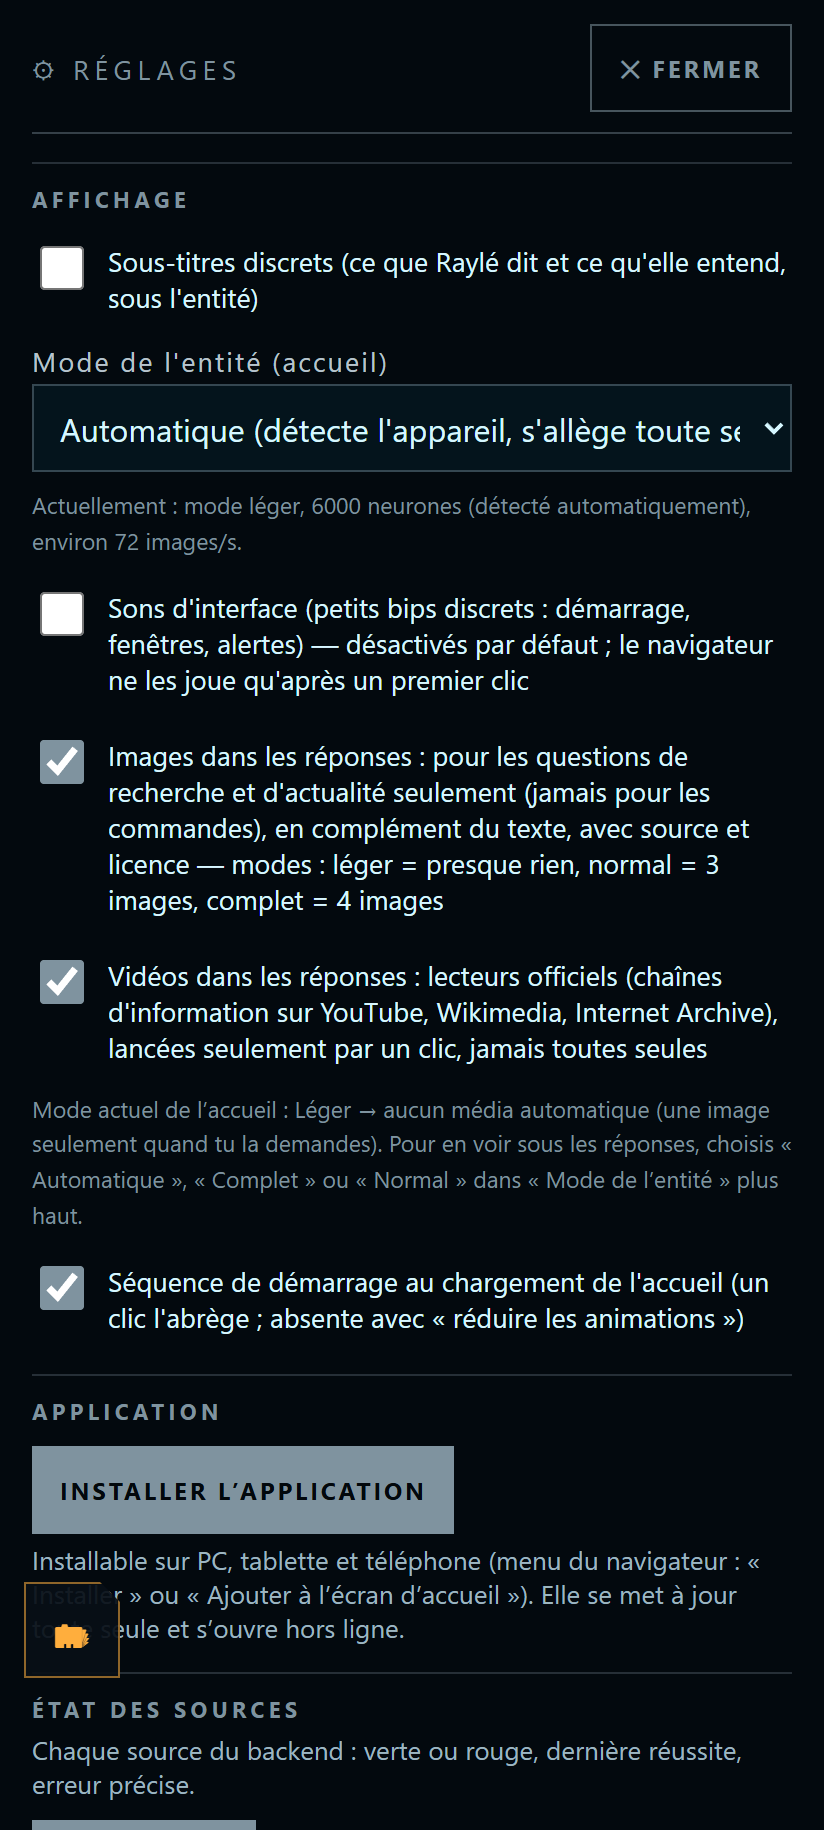 RÉGLAGES
FERMER
AFFICHAGE
Sous-titres discrets (ce que Raylé dit et ce qu'elle entend,
sous l'entité)
Mode de l'entité (accueil)
Automatique (détecte l'appareil, s'allège toute se
Actuellement : mode léger, 6000 neurones (détecté automatiquement),
environ 72 images/s.
Sons d'interface (petits bips discrets : démarrage,
fenêtres, alertes) — désactivés par défaut ; le navigateur
ne les joue qu'après un premier clic
Images dans les réponses : pour les questions de
recherche et d'actualité seulement (jamais pour les
commandes), en complément du texte, avec source et
licence — modes : léger = presque rien, normal = 3
images, complet = 4 images
Vidéos dans les réponses : lecteurs officiels (chaînes
d'information sur YouTube, Wikimedia, Internet Archive),
lancées seulement par un clic, jamais toutes seules
Mode actuel de l’accueil : Léger → aucun média automatique (une image
seulement quand tu la demandes). Pour en voir sous les réponses, choisis «
Automatique », « Complet » ou « Normal » dans « Mode de l’entité » plus
haut.
Séquence de démarrage au chargement de l'accueil (un
clic l'abrège ; absente avec « réduire les animations »)
APPLICATION
INSTALLER L’APPLICATION
Installable sur PC, tablette et téléphone (menu du navigateur : «
Installer » ou « Ajouter à l’écran d’accueil »). Elle se met à jour
toute seule et s’ouvre hors ligne.
ÉTAT DES SOURCES
Chaque source du backend : verte ou rouge, dernière réussite,
erreur précise.